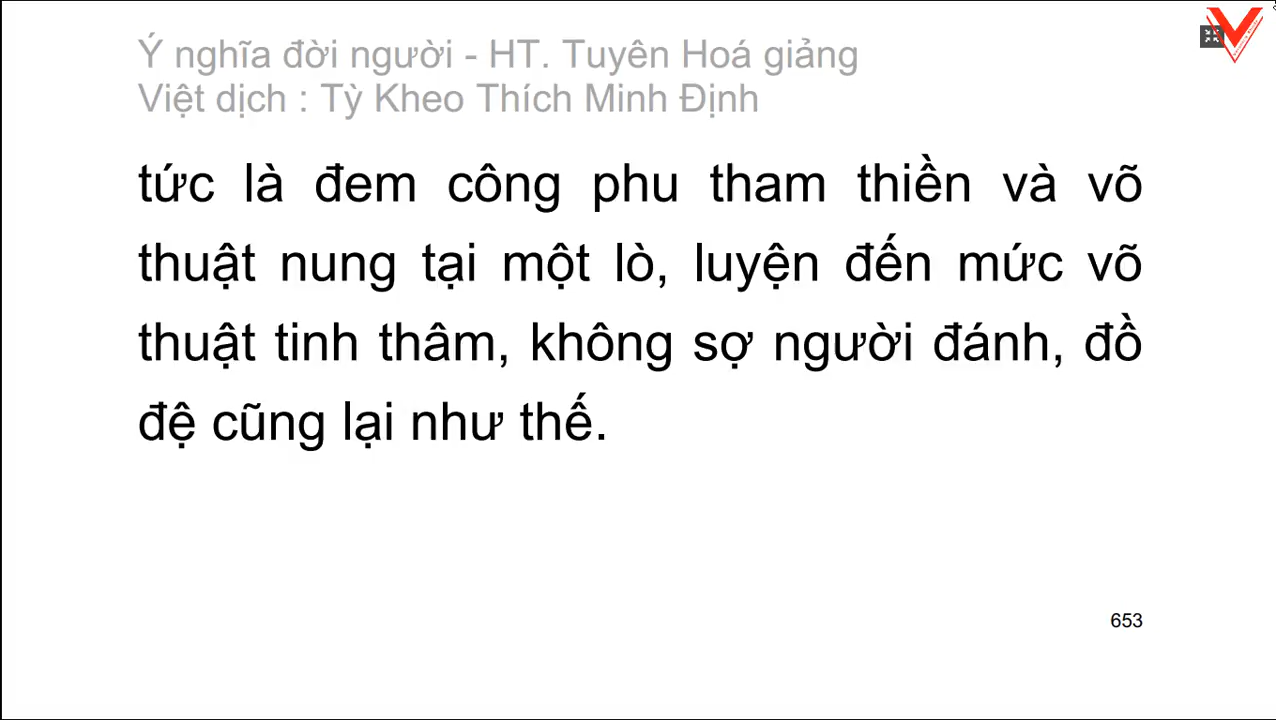 Ý nghĩa đời người - HT. Tuyên Hoá giảng
Việt dịch : Tỳ Kheo Thích Minh Định
tức là đem công phu tham thiền và võ
thuật nung tại một lò, luyện đến mức võ
thuật tinh thâm, không sợ người đánh, đồ
đệ cũng lại như thế.
653